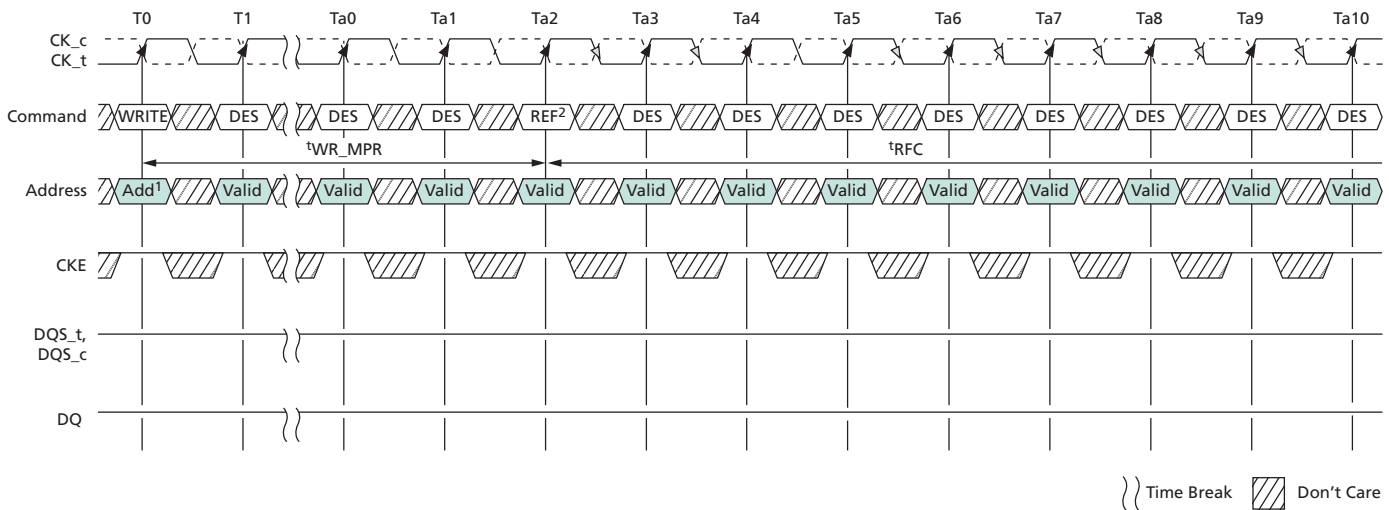 T0 T1 Ta0 Ta1 Ta2 Ta3 Ta4 Ta5 Ta6 Ta7 Ta8 Ta9 Ta10
CK_c
CK_t
Command WRITE DES DES DES REF² DES DES DES DES DES DES DES DES
ᵗWR_MPR ᵗRFC
Address Add¹ Valid Valid Valid Valid Valid Valid Valid Valid Valid Valid Valid Valid
CKE
DQS_t,
DQS_c
DQ
Time Break Don't Care